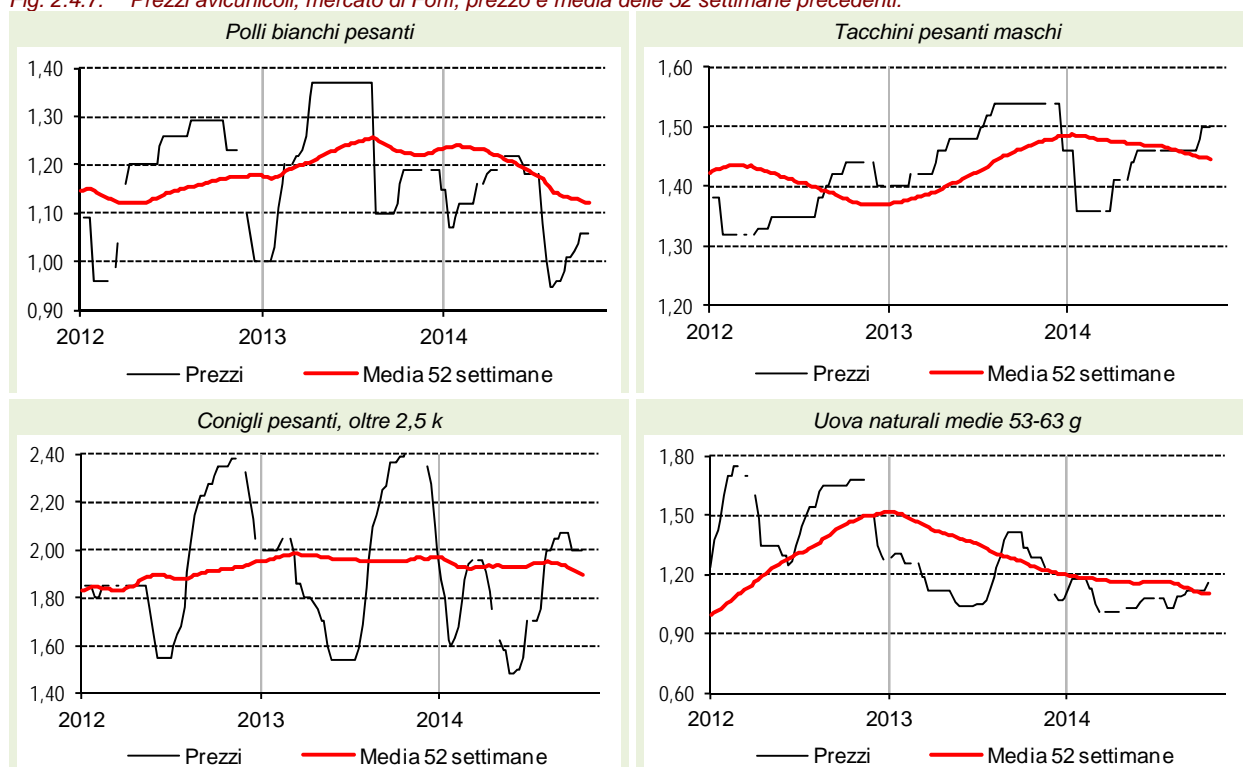 Fig. 2.4.7. Prezzi avicunicoli, mercato di Forlì, prezzo e media delle 52 settimane precedenti.
Polli bianchi pesanti
1,40
1,30
1,20
1,10
1,00
0,90
2012 2013 2014
Prezzi Media 52 settimane
Tacchini pesanti maschi
1,60
1,50
1,40
1,30
1,20
2012 2013 2014
Prezzi Media 52 settimane
Conigli pesanti, oltre 2,5 k
2,40
2,20
2,00
1,80
1,60
1,40
2012 2013 2014
Prezzi Media 52 settimane
Uova naturali medie 53-63 g
1,80
1,50
1,20
0,90
0,60
2012 2013 2014
Prezzi Media 52 settimane